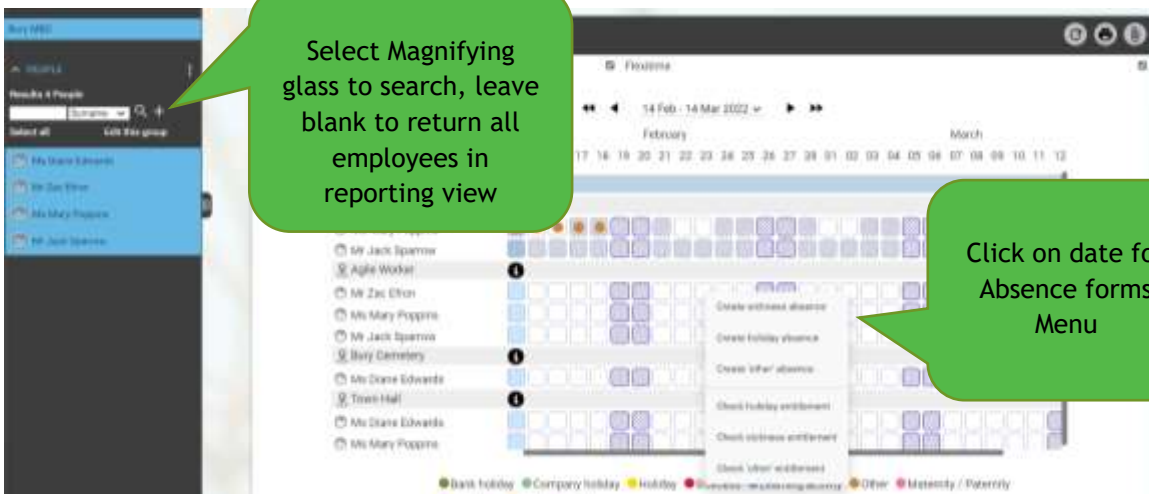 Bury MBC
PEOPLE
Results 4 People
Surname
Select all Edit this group
Ms Diane Edwards
Mr Zac Efron
Ms Mary Poppins
Mr Jack Sparrow
Select Magnifying
glass to search, leave
blank to return all
employees in
reporting view
Flexitime
14 Feb - 14 Mar 2022
February March
17 18 19 20 21 22 23 24 25 26 27 28 01 02 03 04 05 06 07 08 09 10 11 12
Mr Jack Sparrow
Agile Worker
Mr Zac Efron
Ms Mary Poppins
Mr Jack Sparrow
Bury Cemetery
Ms Diane Edwards
Town Hall
Ms Diane Edwards
Ms Mary Poppins
Create sickness absence
Create holiday absence
Create 'other' absence
Check holiday entitlement
Check sickness entitlement
Check 'other' entitlement
Click on date fo
Absence forms
Menu
Bank holiday Company holiday Holiday Other Maternity / Paternity